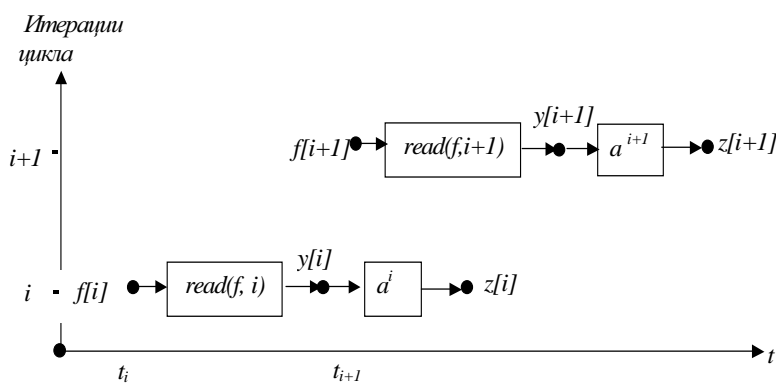 Итерации
цикла
i+1
f[i+1]
read(f,i+1)
y[i+1]
a^{i+1}
z[i+1]
i
f[i]
read(f, i)
y[i]
a^i
z[i]
t_i
t_{i+1}
t